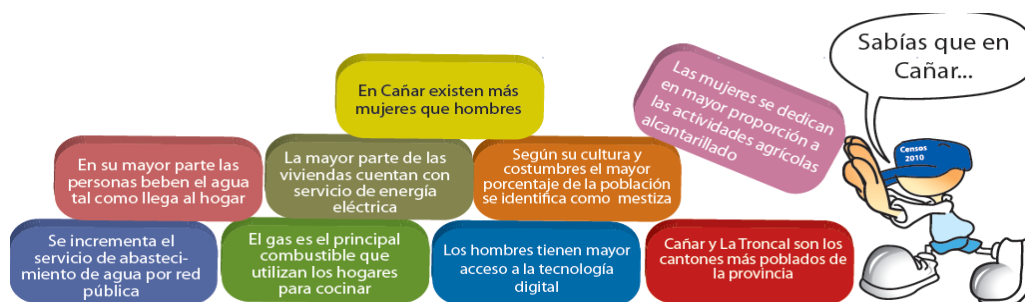 Sabías que en
Cañar...
Censos
2010
En Cañar existen más
mujeres que hombres
Las mujeres se dedican
en mayor proporción a
las actividades agrícolas
alcantarillado
En su mayor parte las
personas beben el agua
tal como llega al hogar
La mayor parte de las
viviendas cuentan con
servicio de energía
eléctrica
Según su cultura y
costumbres el mayor
porcentaje de la población
se identifica como mestiza
Se incrementa el
servicio de abasteci-
miento de agua por red
pública
El gas es el principal
combustible que
utilizan los hogares
para cocinar
Los hombres tienen mayor
acceso a la tecnología
digital
Cañar y La Troncal son los
cantones más poblados de
la provincia